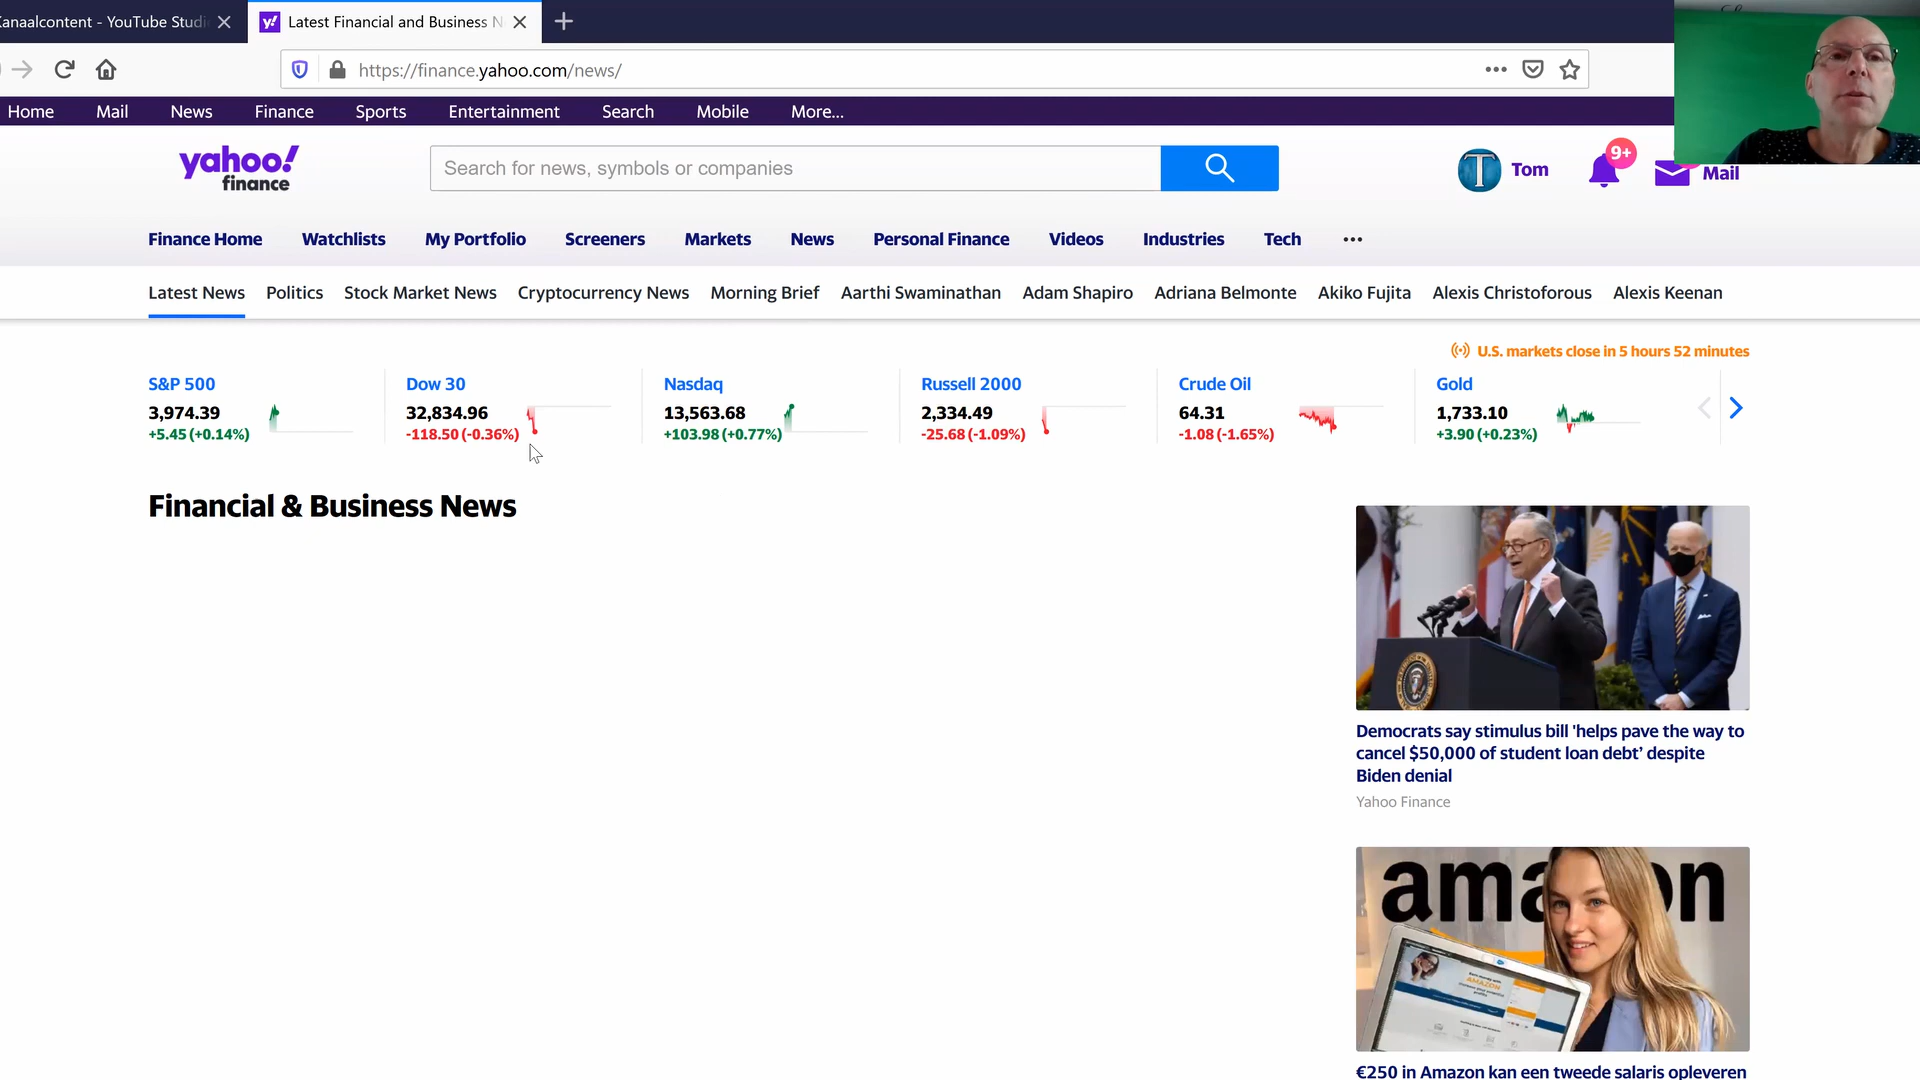 Kanaalcontent - YouTube Studi
Latest Financial and Business N
https://finance.yahoo.com/news/
Home Mail News Finance Sports Entertainment Search Mobile More...
yahoo!
finance
Search for news, symbols or companies
T
Tom
9+
Mail
Finance Home Watchlists My Portfolio Screeners Markets News Personal Finance Videos Industries Tech ...
Latest News Politics Stock Market News Cryptocurrency News Morning Brief Aarthi Swaminathan Adam Shapiro Adriana Belmonte Akiko Fujita Alexis Christoforous Alexis Keenan
U.S. markets close in 5 hours 52 minutes
S&P 500 Dow 30 Nasdaq Russell 2000 Crude Oil Gold
3,974.39 32,834.96 13,563.68 2,334.49 64.31 1,733.10
+5.45 (+0.14%) -118.50 (-0.36%) +103.98 (+0.77%) -25.68 (-1.09%) -1.08 (-1.65%) +3.90 (+0.23%)
Financial & Business News
Democrats say stimulus bill 'helps pave the way to
cancel $50,000 of student loan debt’ despite
Biden denial
Yahoo Finance
AMAZON
€250 in Amazon kan een tweede salaris opleveren